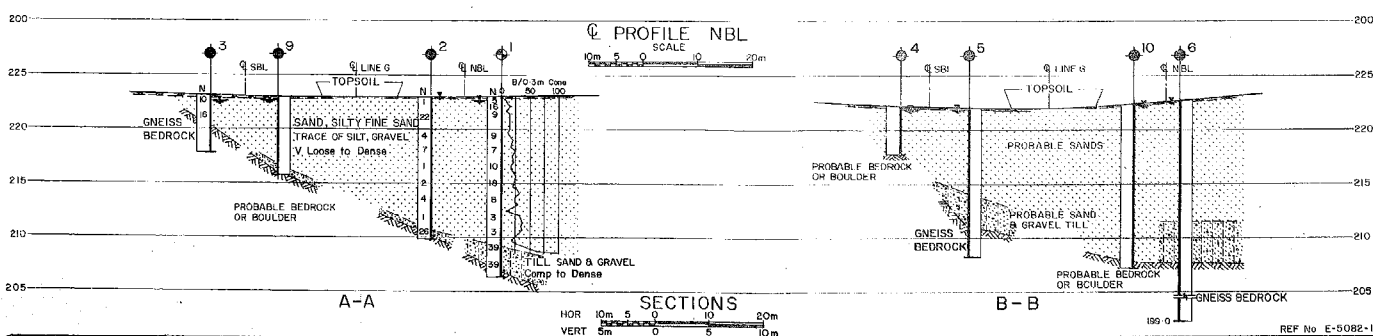 200
℄ PROFILE NBL
SCALE
10m 5 0 10 20m
200
3 9 2 1
4 5 10 6
225
℄ SBL
℄ LINE G
℄ NBL
TOPSOIL
B/0·3m Cone
0 50 100
℄ SBL
℄ LINE G
℄ NBL
TOPSOIL
225
N
10
16
N
1
22
4
7
1
2
4
1
26
N
5
16
9
9
7
10
18
8
3
3
39
39
220
GNEISS
BEDROCK
SAND, SILTY FINE SAND
TRACE OF SILT, GRAVEL
V. Loose to Dense
PROBABLE SANDS
220
PROBABLE BEDROCK
OR BOULDER
215
PROBABLE BEDROCK
OR BOULDER
PROBABLE SAND
& GRAVEL TILL
215
210
GNEISS
BEDROCK
210
TILL SAND & GRAVEL
Comp to Dense
PROBABLE BEDROCK
OR BOULDER
205
A-A
SECTIONS
B-B
GNEISS BEDROCK
205
HOR 10m 5 0 10 20m
VERT 5m 0 5 10m
199·0
REF No E-5082-1